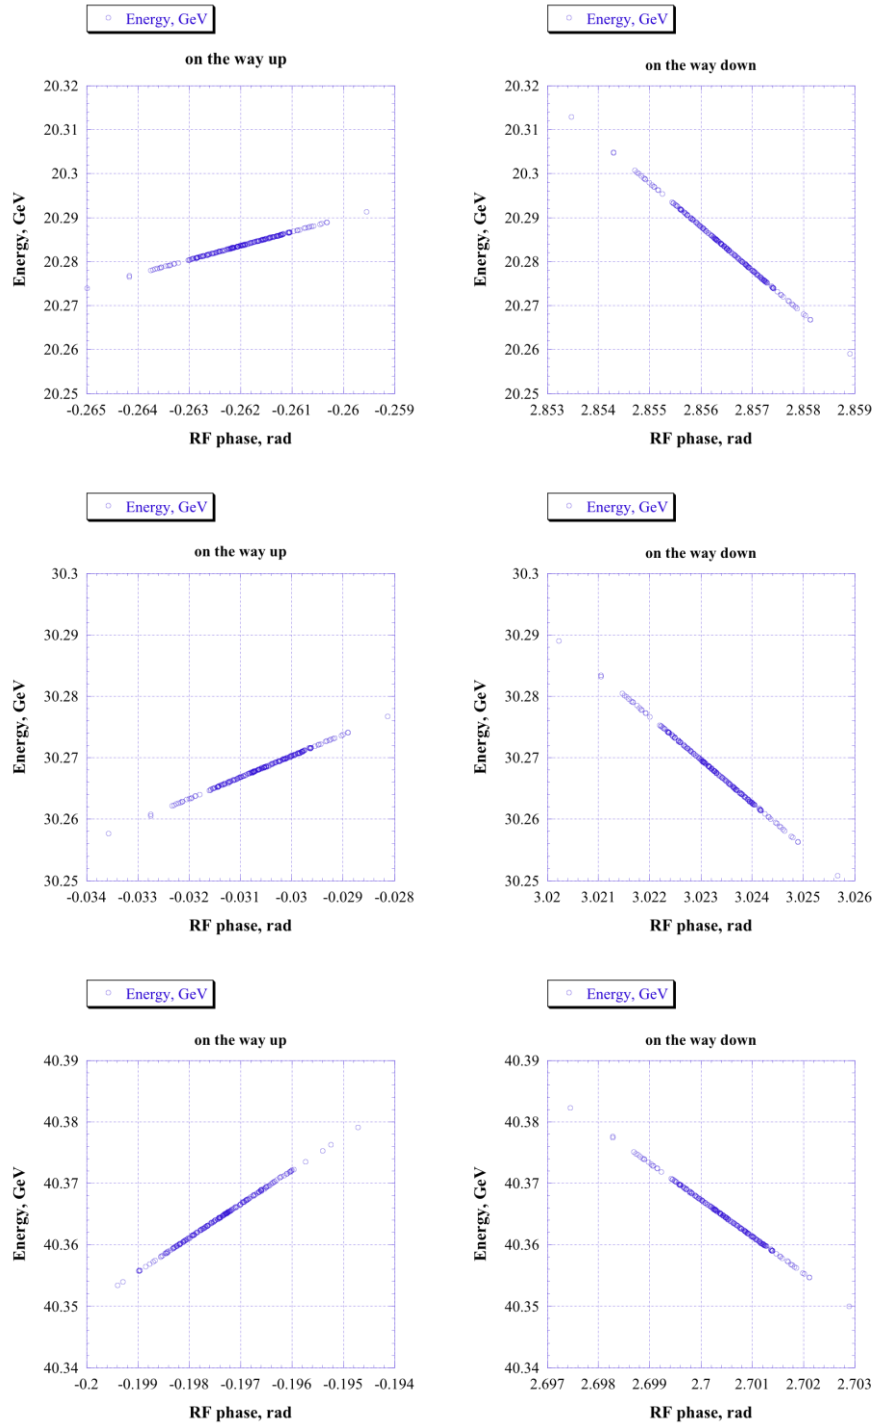 Energy, GeV
on the way up
20.32
20.31
20.3
20.29
20.28
20.27
20.26
20.25
Energy, GeV
-0.265 -0.264 -0.263 -0.262 -0.261 -0.26 -0.259
RF phase, rad
Energy, GeV
on the way down
20.32
20.31
20.3
20.29
20.28
20.27
20.26
20.25
Energy, GeV
2.853 2.854 2.855 2.856 2.857 2.858 2.859
RF phase, rad
Energy, GeV
on the way up
30.3
30.29
30.28
30.27
30.26
30.25
Energy, GeV
-0.034 -0.033 -0.032 -0.031 -0.03 -0.029 -0.028
RF phase, rad
Energy, GeV
on the way down
30.3
30.29
30.28
30.27
30.26
30.25
Energy, GeV
3.02 3.021 3.022 3.023 3.024 3.025 3.026
RF phase, rad
Energy, GeV
on the way up
40.39
40.38
40.37
40.36
40.35
40.34
Energy, GeV
-0.2 -0.199 -0.198 -0.197 -0.196 -0.195 -0.194
RF phase, rad
Energy, GeV
on the way down
40.39
40.38
40.37
40.36
40.35
40.34
Energy, GeV
2.697 2.698 2.699 2.7 2.701 2.702 2.703
RF phase, rad